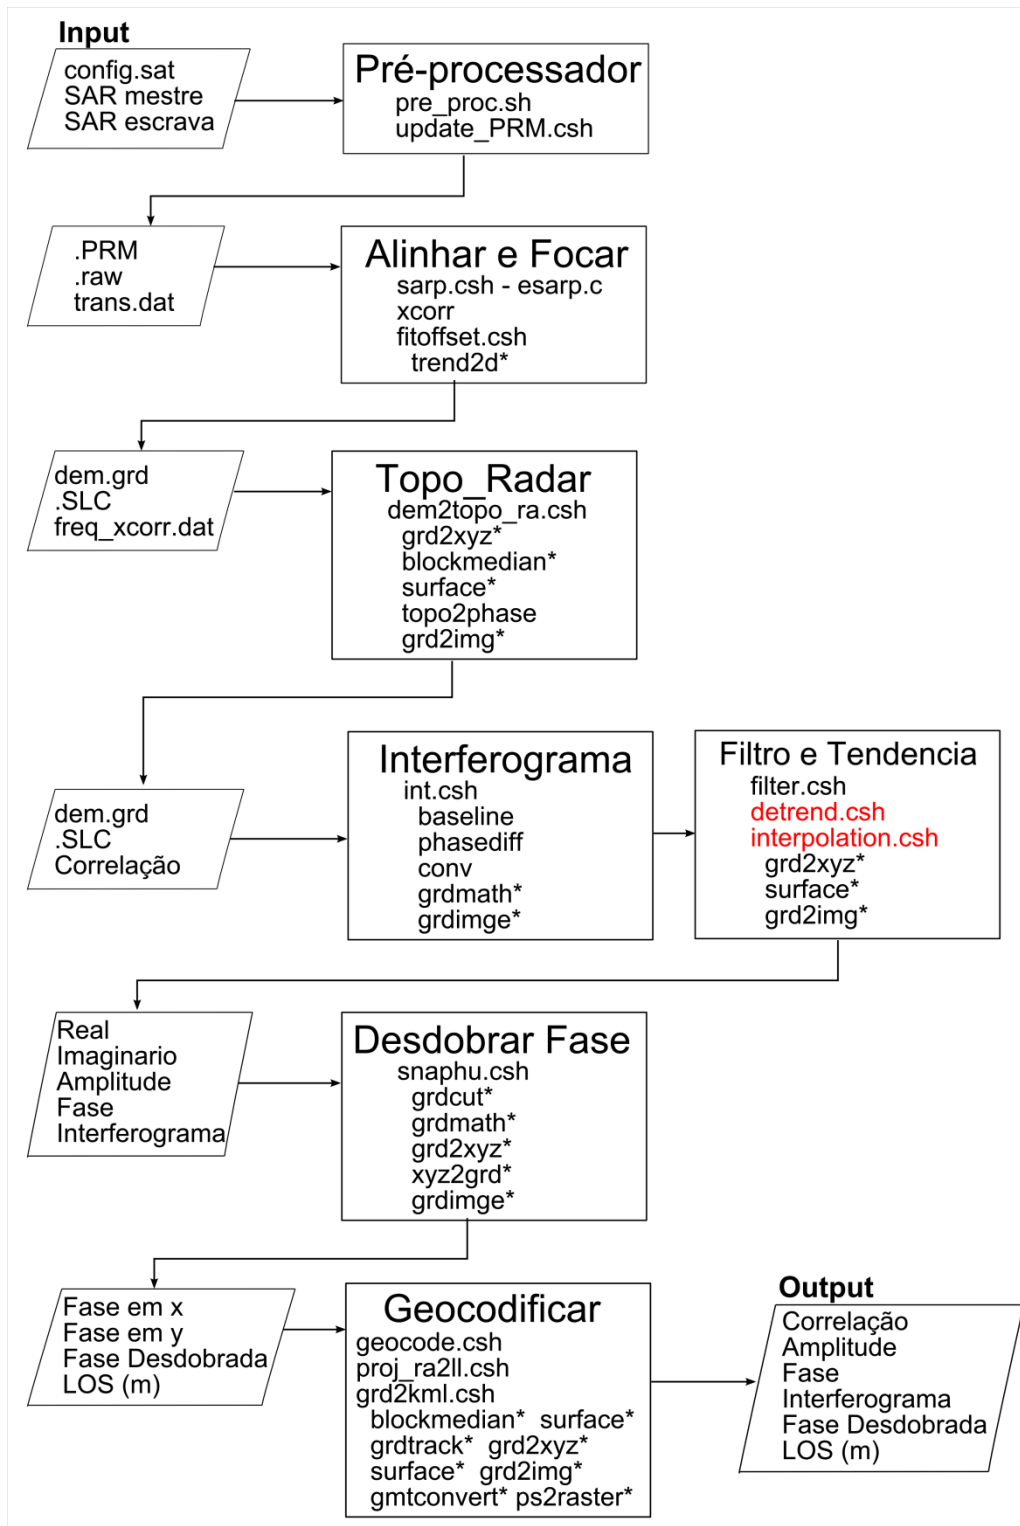 Input
config.sat
SAR mestre
SAR escrava
Pré-processador
pre_proc.sh
update_PRM.csh
.PRM
.raw
trans.dat
Alinhar e Focar
sarp.csh - esarp.c
xcorr
fitoffset.csh
trend2d*
dem.grd
.SLC
freq_xcorr.dat
Topo_Radar
dem2topo_ra.csh
grd2xyz*
blockmedian*
surface*
topo2phase
grd2img*
dem.grd
.SLC
Correlação
Interferograma
int.csh
baseline
phasediff
conv
grdmath*
grdimge*
Filtro e Tendencia
filter.csh
detrend.csh
interpolation.csh
grd2xyz*
surface*
grd2img*
Real
Imaginario
Amplitude
Fase
Interferograma
Desdobrar Fase
snaphu.csh
grdcut*
grdmath*
grd2xyz*
xyz2grd*
grdimge*
Fase em x
Fase em y
Fase Desdobrada
LOS (m)
Geocodificar
geocode.csh
proj_ra2ll.csh
grd2kml.csh
blockmedian* surface*
grdtrack* grd2xyz*
surface* grd2img*
gmtconvert* ps2raster*
Output
Correlação
Amplitude
Fase
Interferograma
Fase Desdobrada
LOS (m)